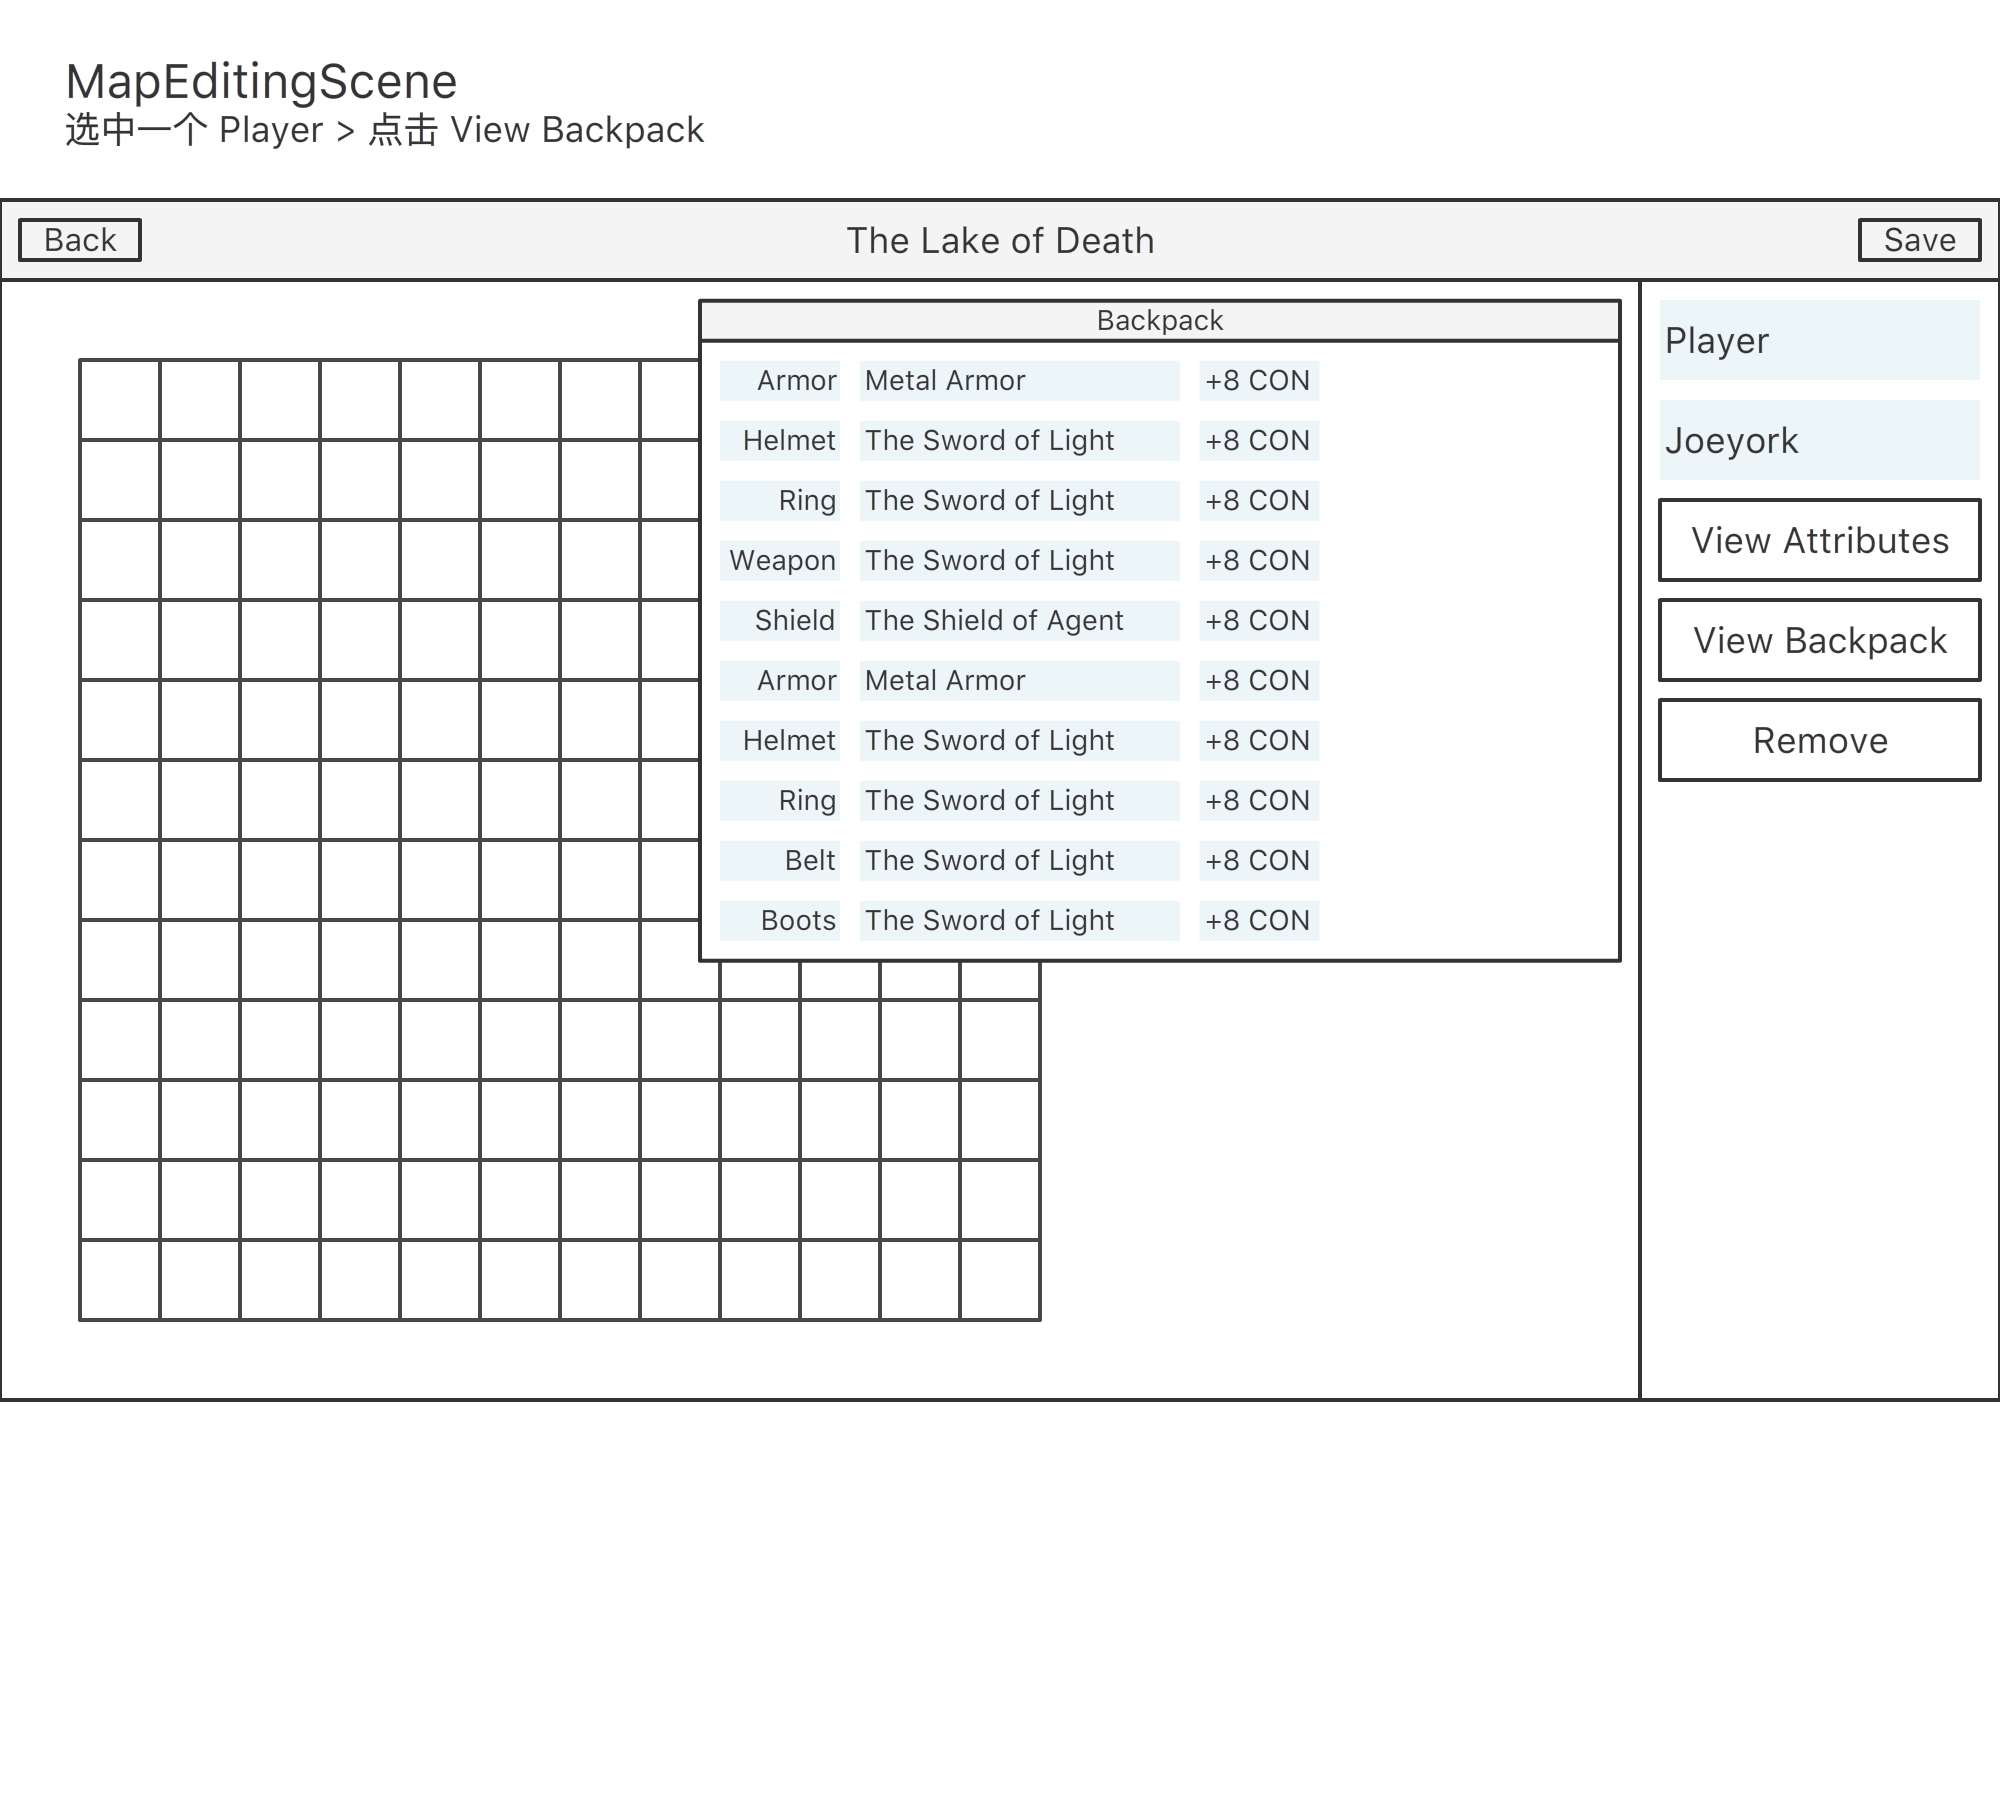 MapEditingScene
选中一个 Player > 点击 View Backpack
Back
The Lake of Death
Save
Backpack
Armor Metal Armor +8 CON
Helmet The Sword of Light +8 CON
Ring The Sword of Light +8 CON
Weapon The Sword of Light +8 CON
Shield The Shield of Agent +8 CON
Armor Metal Armor +8 CON
Helmet The Sword of Light +8 CON
Ring The Sword of Light +8 CON
Belt The Sword of Light +8 CON
Boots The Sword of Light +8 CON
Player
Joeyork
View Attributes
View Backpack
Remove